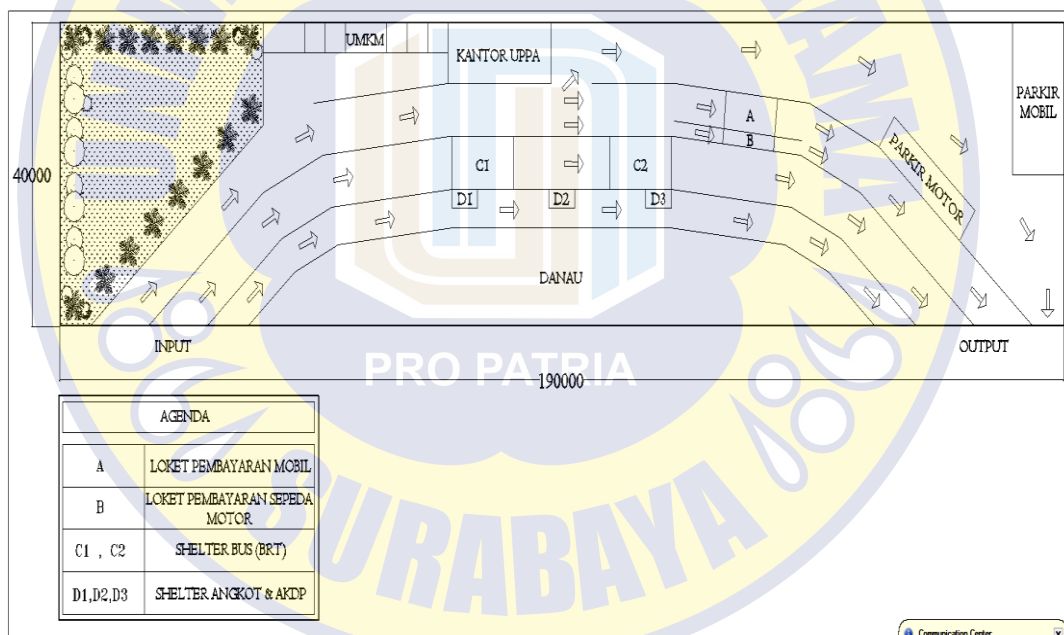 UMKM
KANTOR UPPA
PARKIR
MOBIL
A
B
PARKIR MOTOR
40000
C1
C2
D1
D2
D3
DANAU
INPUT
OUTPUT
PRO PATRIA
190000
AGENDA
A LOKET PEMBAYARAN MOBIL
B LOKET PEMBAYARAN SEPEDA
MOTOR
C1 , C2 SHELTER BUS (BRT)
D1,D2,D3 SHELTER ANGKOT & AKDP
SURABAYA
Communication Center